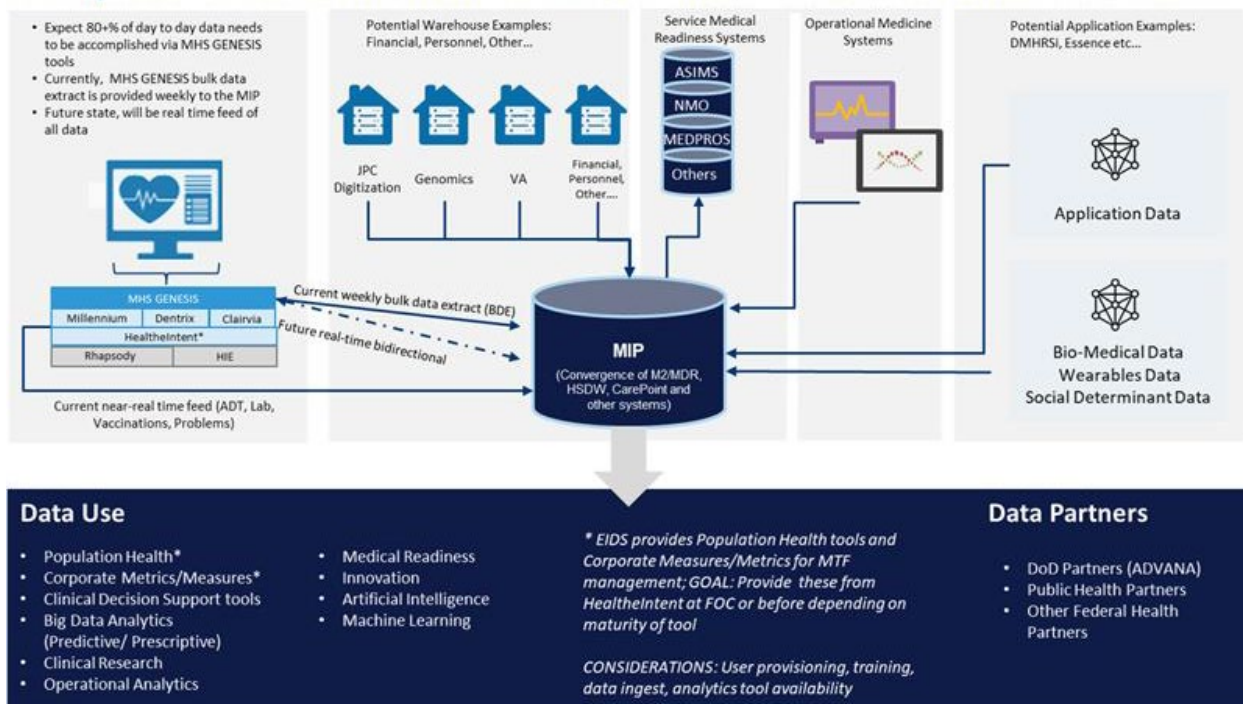 • Expect 80+% of day to day data needs
to be accomplished via MHS GENESIS
tools
• Currently, MHS GENESIS bulk data
extract is provided weekly to the MIP
• Future state, will be real time feed of
all data
MHS GENESIS
Millennium Dentrix Clairvia
HealtheIntent*
Rhapsody HIE
Current near-real time feed (ADT, Lab,
Vaccinations, Problems)
Current weekly bulk data extract (BDE)
Future real-time bidirectional
Potential Warehouse Examples:
Financial, Personnel, Other...
JPC
Digitization
Genomics
VA
Financial,
Personnel,
Other....
Service Medical
Readiness Systems
ASIMS
NMO
MEDPROS
Others
Operational Medicine
Systems
Potential Application Examples:
DMHRSi, Essence etc...
Application Data
Bio-Medical Data
Wearables Data
Social Determinant Data
MIP
(Convergence of M2/MDR,
HSDW, CarePoint and
other systems)
Data Use
• Population Health*
• Corporate Metrics/Measures*
• Clinical Decision Support tools
• Big Data Analytics
(Predictive/ Prescriptive)
• Clinical Research
• Operational Analytics
• Medical Readiness
• Innovation
• Artificial Intelligence
• Machine Learning
* EIDS provides Population Health tools and
Corporate Measures/Metrics for MTF
management; GOAL: Provide these from
HealtheIntent at FOC or before depending on
maturity of tool
CONSIDERATIONS: User provisioning, training,
data ingest, analytics tool availability
Data Partners
• DoD Partners (ADVANA)
• Public Health Partners
• Other Federal Health
Partners